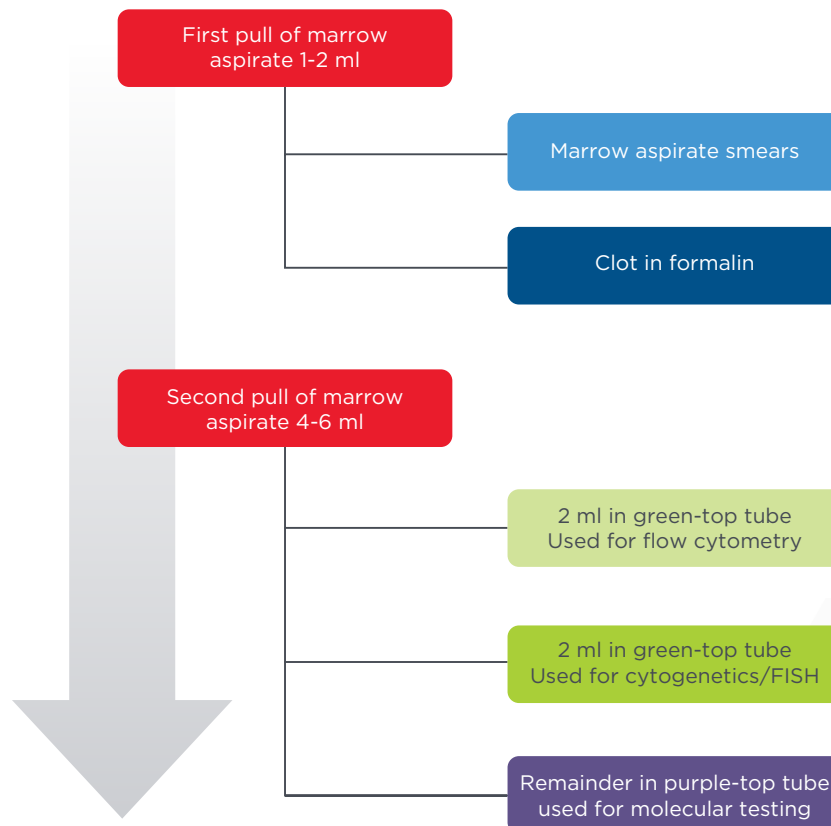 First pull of marrow
aspirate 1-2 ml
Marrow aspirate smears
Clot in formalin
Second pull of marrow
aspirate 4-6 ml
2 ml in green-top tube
Used for flow cytometry
2 ml in green-top tube
Used for cytogenetics/FISH
Remainder in purple-top tube
used for molecular testing